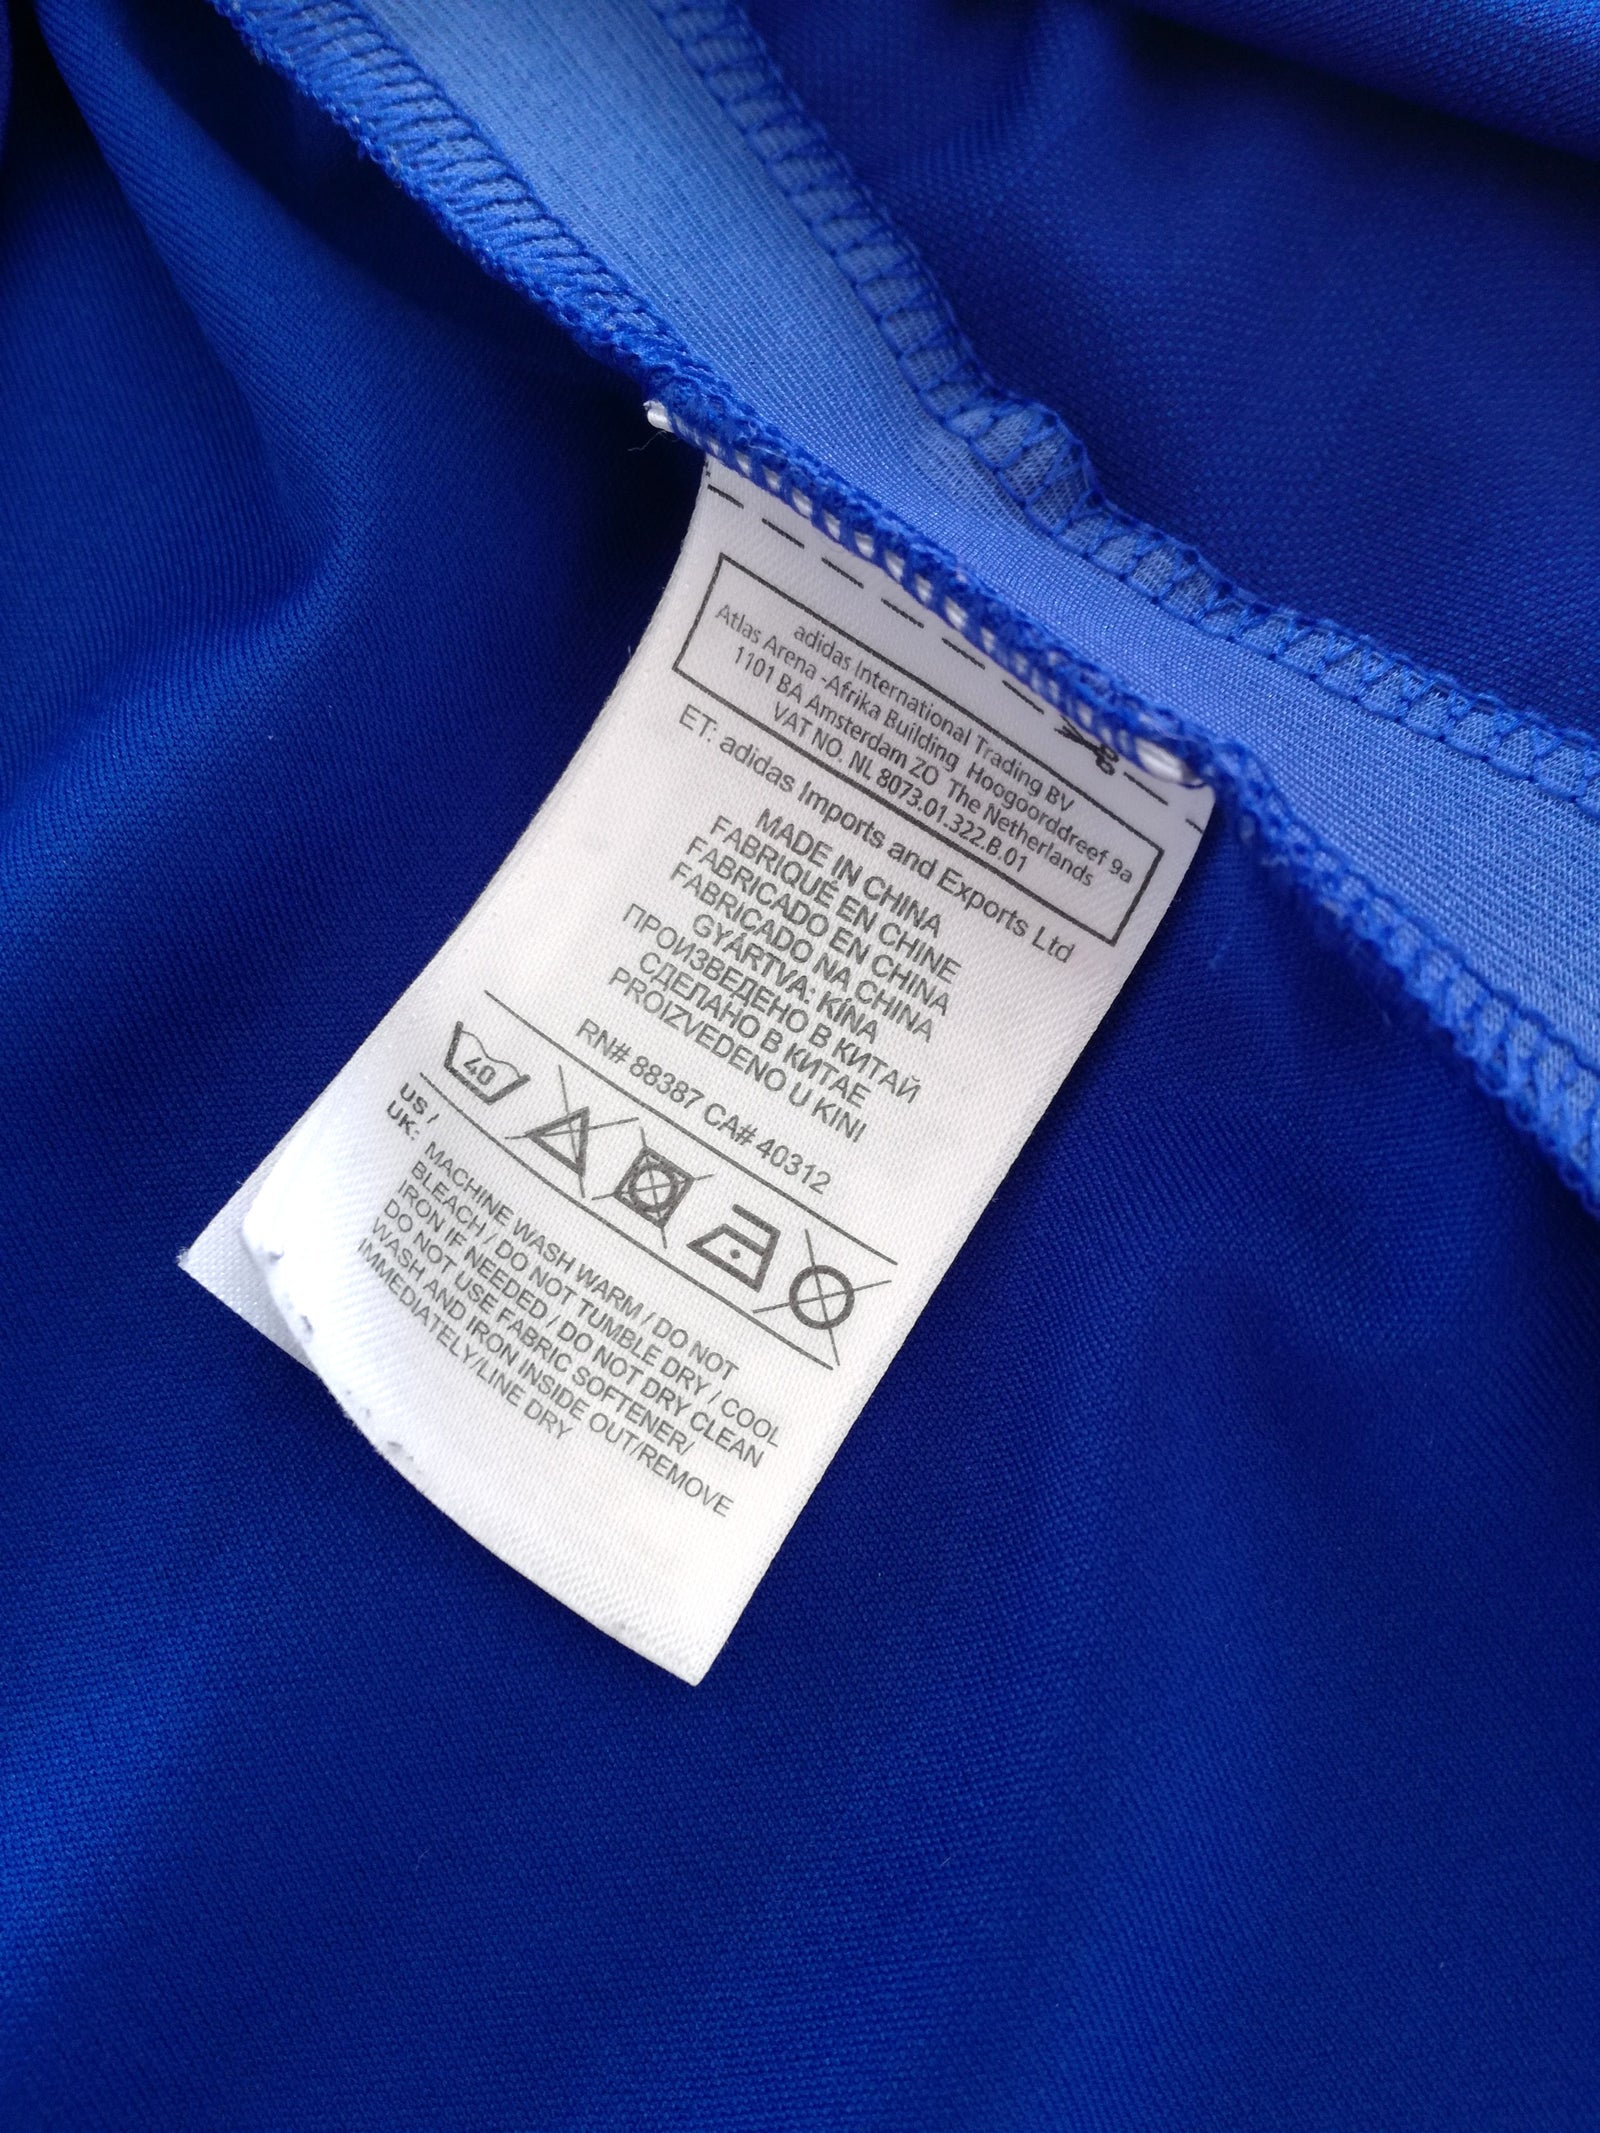 adidas International Trading BV
Atlas Arena -Afrika Building Hoogoorddreef 9a
1101 BA Amsterdam ZO The Netherlands
VAT NO. NL 8073.01.322.B.01
ET: adidas Imports and Exports Ltd
MADE IN CHINA
FABRIQUÉ EN CHINE
FABRICADO EN CHINA
FABRICADO NA CHINA
GYÁRTVA: KÍNA
ПРОИЗВЕДЕНО В КИТАЙ
СДЕЛАНО В КИТАЕ
PROIZVEDENO U KINI
RN# 88387 CA# 40312
40
US /
UK: MACHINE WASH WARM / DO NOT
BLEACH / DO NOT TUMBLE DRY / COOL
IRON IF NEEDED / DO NOT DRY CLEAN
DO NOT USE FABRIC SOFTENER/
WASH AND IRON INSIDE OUT/REMOVE
IMMEDIATELY/LINE DRY